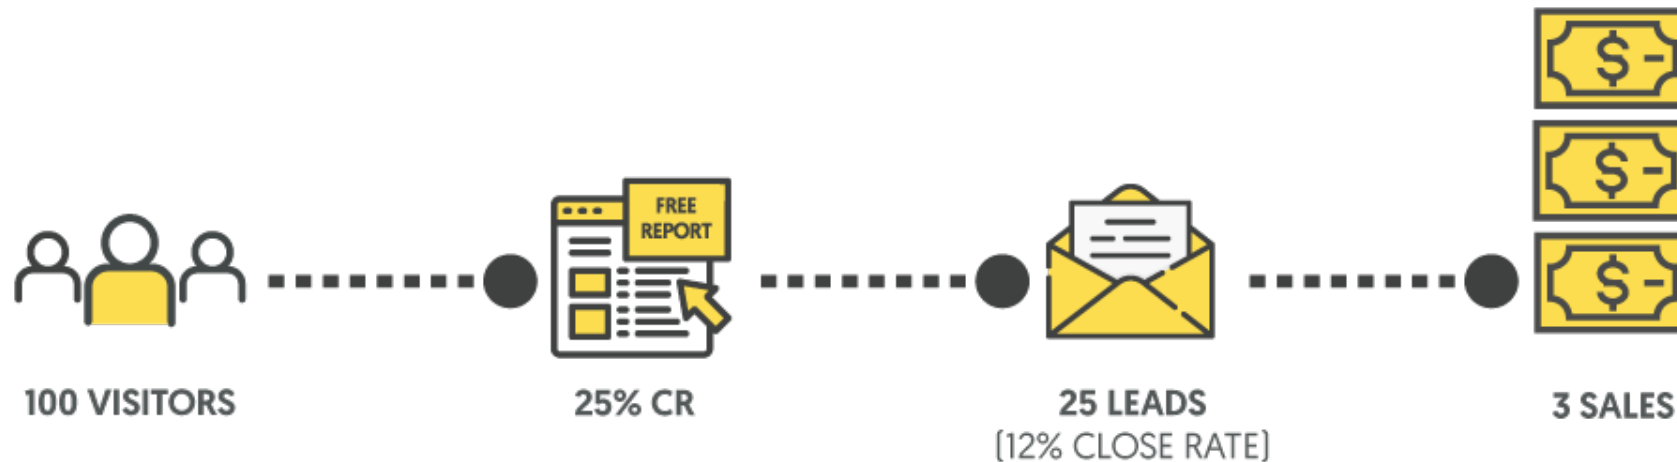 FREE
REPORT
$
$
$
100 VISITORS
25% CR
25 LEADS
(12% CLOSE RATE)
3 SALES